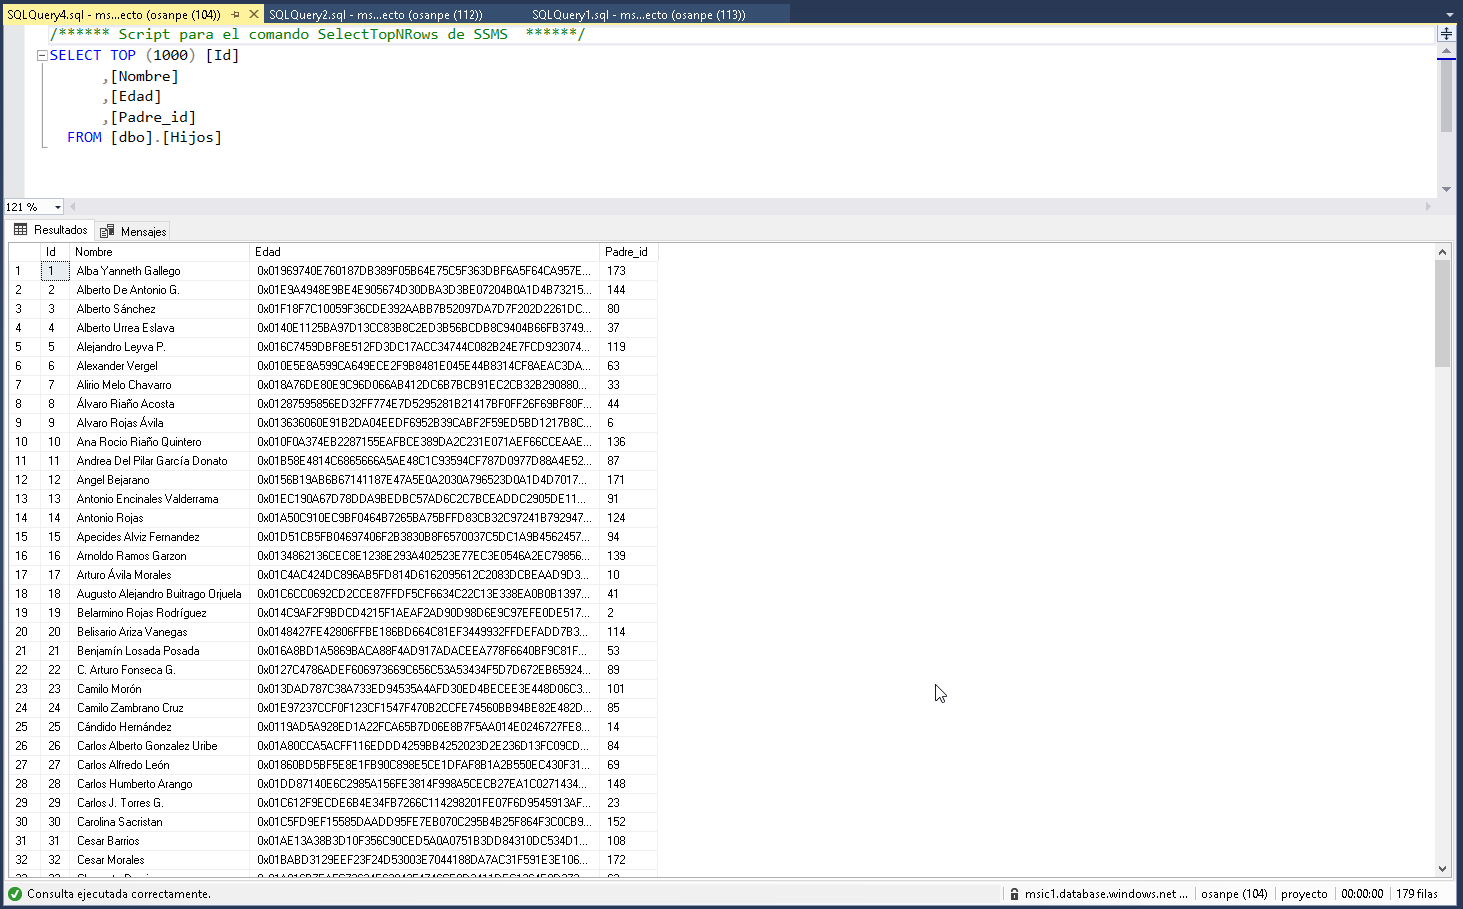 SQLQuery4.sql - ms...ecto (osanpe (104)) SQLQuery2.sql - ms...ecto (osanpe (112)) SQLQuery1.sql - ms...ecto (osanpe (113))
/****** Script para el comando SelectTopNRows de SSMS ******/
SELECT TOP (1000) [Id]
,[Nombre]
,[Edad]
,[Padre_id]
FROM [dbo].[Hijos]
121 %
Resultados Mensajes
Id Nombre Edad Padre_id
1 1 Alba Yanneth Gallego 0x01969740E760187DB389F05B64E75C5F363DBF6A5F64CA957E... 173
2 2 Alberto De Antonio G. 0x01E9A4948E9BE4E905674D30DBA3D3BE07204B0A1D4B73215... 144
3 3 Alberto Sánchez 0x01F18F7C10059F36CDE392AABB7B52097DA7D7F202D2261DC... 80
4 4 Alberto Urrea Eslava 0x0140E1125BA97D13CC83B8C2ED3B56BCDB8C9404B66FB3749... 37
5 5 Alejandro Leyva P. 0x016C7459DBF8E512FD3DC17ACC34744C082B24E7FCD923074... 119
6 6 Alexander Vergel 0x010E5E8A599CA649ECE2F9B8481E045E44B8314CF8AEAC3DA... 63
7 7 Alirio Melo Chavarro 0x018A76DE80E9C96D066AB412DC6B7BCB91EC2CB32B290880... 33
8 8 Álvaro Riaño Acosta 0x01287595856ED32FF774E7D5295281B21417BF0FF26F69BF80F... 44
9 9 Alvaro Rojas Ávila 0x013636060E91B2DA04EEDF6952B39CABF2F59ED5BD1217B8C... 6
10 10 Ana Rocio Riaño Quintero 0x010F0A374EB2287155EAFBCE389DA2C231E071AEF66CCEAAE... 136
11 11 Andrea Del Pilar García Donato 0x01B58E4814C6865666A5AE48C1C93594CF787D0977D88A4E52... 87
12 12 Angel Bejarano 0x0156B19AB6B67141187E47A5E0A2030A796523D0A1D4D7017... 171
13 13 Antonio Encinales Valderrama 0x01EC190A67D78DDA9BEDBC57AD6C2C7BCEADDC2905DE11... 91
14 14 Antonio Rojas 0x01A50C910EC9BF0464B7265BA75BFFD83CB32C97241B792947... 124
15 15 Apecides Alviz Fernandez 0x01D51CB5FB04697406F2B3830B8F6570037C5DC1A9B4562457... 94
16 16 Arnoldo Ramos Garzon 0x0134862136CEC8E1238E293A402523E77EC3E0546A2EC79856... 139
17 17 Arturo Ávila Morales 0x01C4AC424DC896AB5FD814D6162095612C2083DCBEAAD9D3... 10
18 18 Augusto Alejandro Buitrago Orjuela 0x01C6CC0692CD2CCE87FFDF5CF6634C22C13E338EA0B0B1397... 41
19 19 Belarmino Rojas Rodríguez 0x014C9AF2F9BDCD4215F1AEAF2AD90D98D6E9C97EFE0DE517... 2
20 20 Belisario Ariza Vanegas 0x0148427FE42806FFBE186BD664C81EF3449932FFDEFADD7B3... 114
21 21 Benjamín Losada Posada 0x016A8BD1A5869BACA88F4AD917ADACEEA778F6640BF9C81F... 53
22 22 C. Arturo Fonseca G. 0x0127C4786ADEF606973669C656C53A53434F5D7D672EB65924... 89
23 23 Camilo Morón 0x013DAD787C38A733ED94535A4AFD30ED4BECEE3E448D06C3... 101
24 24 Camilo Zambrano Cruz 0x01E97237CCF0F123CF1547F470B2CCFE74560BB94BE82E482D... 85
25 25 Cándido Hernández 0x0119AD5A928ED1A22FCA65B7D06E8B7F5AA014E0246727FE8... 14
26 26 Carlos Alberto Gonzalez Uribe 0x01A80CCA5ACFF116EDDD4259BB4252023D2E236D13FC09CD... 84
27 27 Carlos Alfredo León 0x01860BD5BF5E8E1FB90C898E5CE1DFAF8B1A2B550EC430F31... 69
28 28 Carlos Humberto Arango 0x01DD87140E6C2985A156FE3814F998A5CECB27EA1C0271434... 148
29 29 Carlos J. Torres G. 0x01C612F9ECDE6B4E34FB7266C114298201FE07F6D9545913AF... 23
30 30 Carolina Sacristan 0x01C5FD9EF15585DAADD95FE7EB070C295B4B25F864F3C0CB9... 152
31 31 Cesar Barrios 0x01AE13A38B3D10F356C90CED5A0A0751B3DD84310DC534D1... 108
32 32 Cesar Morales 0x01BABD3129EEF23F24D53003E7044188DA7AC31F591E3E106... 172
Consulta ejecutada correctamente. msic1.database.windows.net ... osanpe (104) proyecto 00:00:00 179 filas